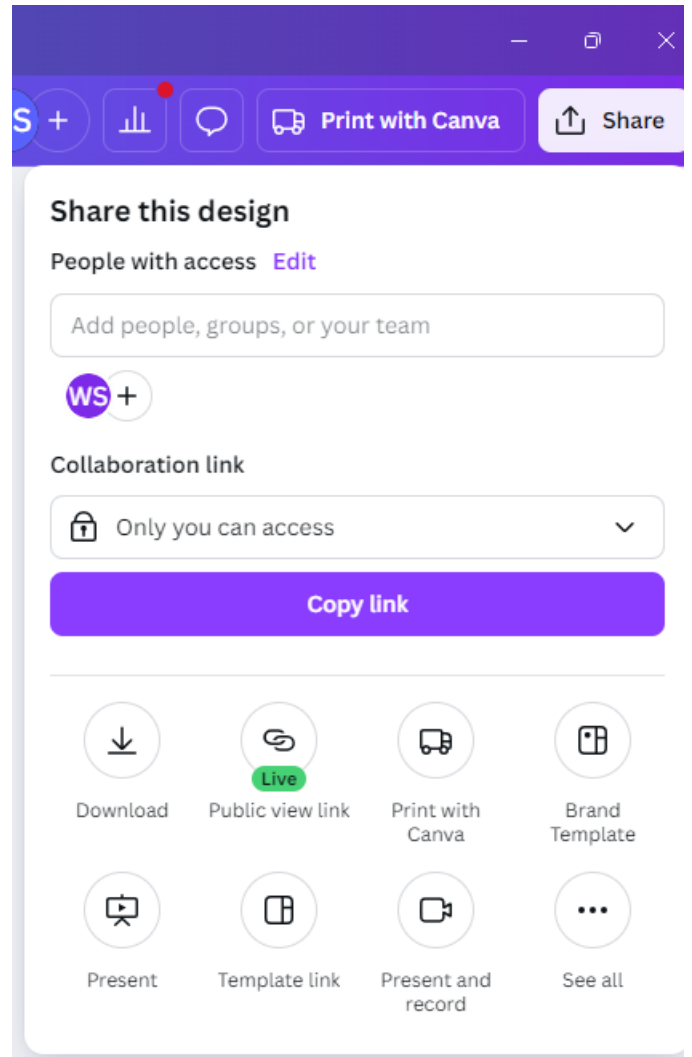 S
Print with Canva
Share
Share this design
People with access Edit
Add people, groups, or your team
WS
Collaboration link
Only you can access
Copy link
Live
Download
Public view link
Print with
Canva
Brand
Template
Present
Template link
Present and
record
See all